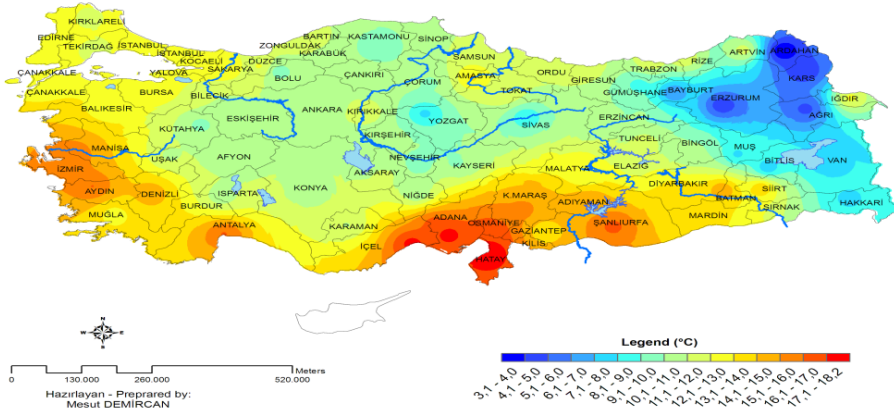 KIRKLARELİ
EDİRNE
TEKİRDAĞ
İSTANBUL
İSTANBUL
KOCAELİ
SAKARYA
YALOVA
ÇANAKKALE
ÇANAKKALE
BURSA
BALIKESİR
BİLECİK
DÜZCE
ZONGULDAK
BARTIN
KARABÜK
KASTAMONU
SİNOP
SAMSUN
BOLU
ÇANKIRI
ÇORUM
AMASYA
TOKAT
ORDU
GİRESUN
TRABZON
RİZE
ARTVİN
ARDAHAN
KARS
IĞDIR
GÜMÜŞHANE
BAYBURT
ERZURUM
AĞRI
ERZİNCAN
ESKİŞEHİR
ANKARA
KIRIKKALE
YOZGAT
SİVAS
KÜTAHYA
KIRŞEHİR
TUNCELİ
BİNGÖL
MUŞ
BİTLİS
VAN
MANİSA
UŞAK
AFYON
NEVŞEHİR
KAYSERİ
AKSARAY
MALATYA
ELAZIĞ
İZMİR
AYDIN
DENİZLİ
ISPARTA
KONYA
NİĞDE
K.MARAŞ
ADIYAMAN
DİYARBAKIR
BATMAN
SİİRT
ŞIRNAK
HAKKARİ
MUĞLA
BURDUR
ANTALYA
KARAMAN
İÇEL
ADANA
OSMANİYE
GAZİANTEP
KİLİS
HATAY
ŞANLIURFA
MARDİN
N
W
E
S
Meters
0 130.000 260.000 520.000
Hazırlayan - Prepared by:
Mesut DEMİRCAN
Legend (°C)
3,1 - 4,0
4,1 - 5,0
5,1 - 6,0
6,1 - 7,0
7,1 - 8,0
8,1 - 9,0
9,1 - 10,0
10,1 - 11,0
11,1 - 12,0
12,1 - 13,0
13,1 - 14,0
14,1 - 15,0
15,1 - 16,0
16,1 - 17,0
17,1 - 18,2